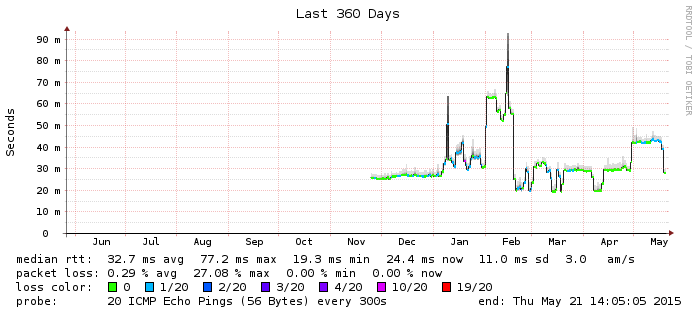 Last 360 Days
RRDTOOL / TOBI OETIKER
Seconds
90 m
80 m
70 m
60 m
50 m
40 m
30 m
20 m
10 m
0
Jun Jul Aug Sep Oct Nov Dec Jan Feb Mar Apr May
median rtt: 32.7 ms avg 77.2 ms max 19.3 ms min 24.4 ms now 11.0 ms sd 3.0 am/s
packet loss: 0.29 % avg 27.08 % max 0.00 % min 0.00 % now
loss color: 0 1/20 2/20 3/20 4/20 10/20 19/20
probe: 20 ICMP Echo Pings (56 Bytes) every 300s end: Thu May 21 14:05:05 2015